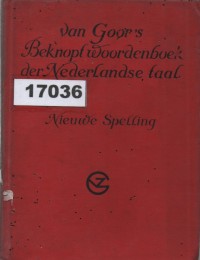 van Goor's
Beknopt woordenboek
der Nederlandse taal
17036
Nieuwe Spelling